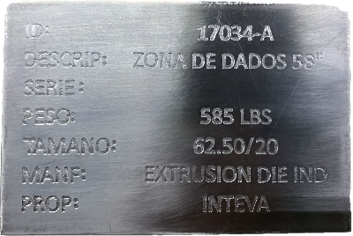 ID: 17034-A
DESCRIP: ZONA DE DADOS 58"
SERIE:
PESO: 585 LBS
TAMANO: 62.50/20
MANF: EXTRUSION DIE IND
PROP: INTEVA